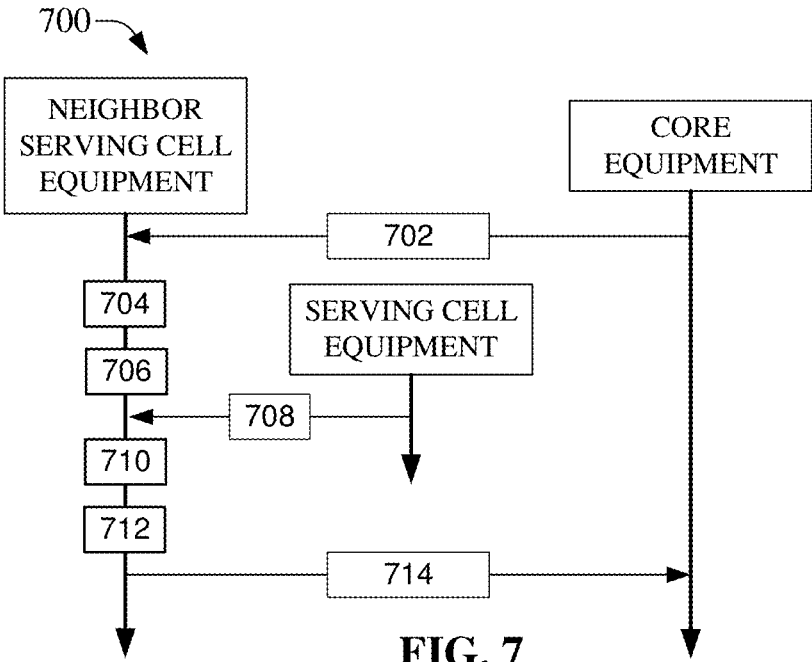 700
NEIGHBOR
SERVING CELL
EQUIPMENT
CORE
EQUIPMENT
702
704
SERVING CELL
EQUIPMENT
706
708
710
712
714
FIG. 7